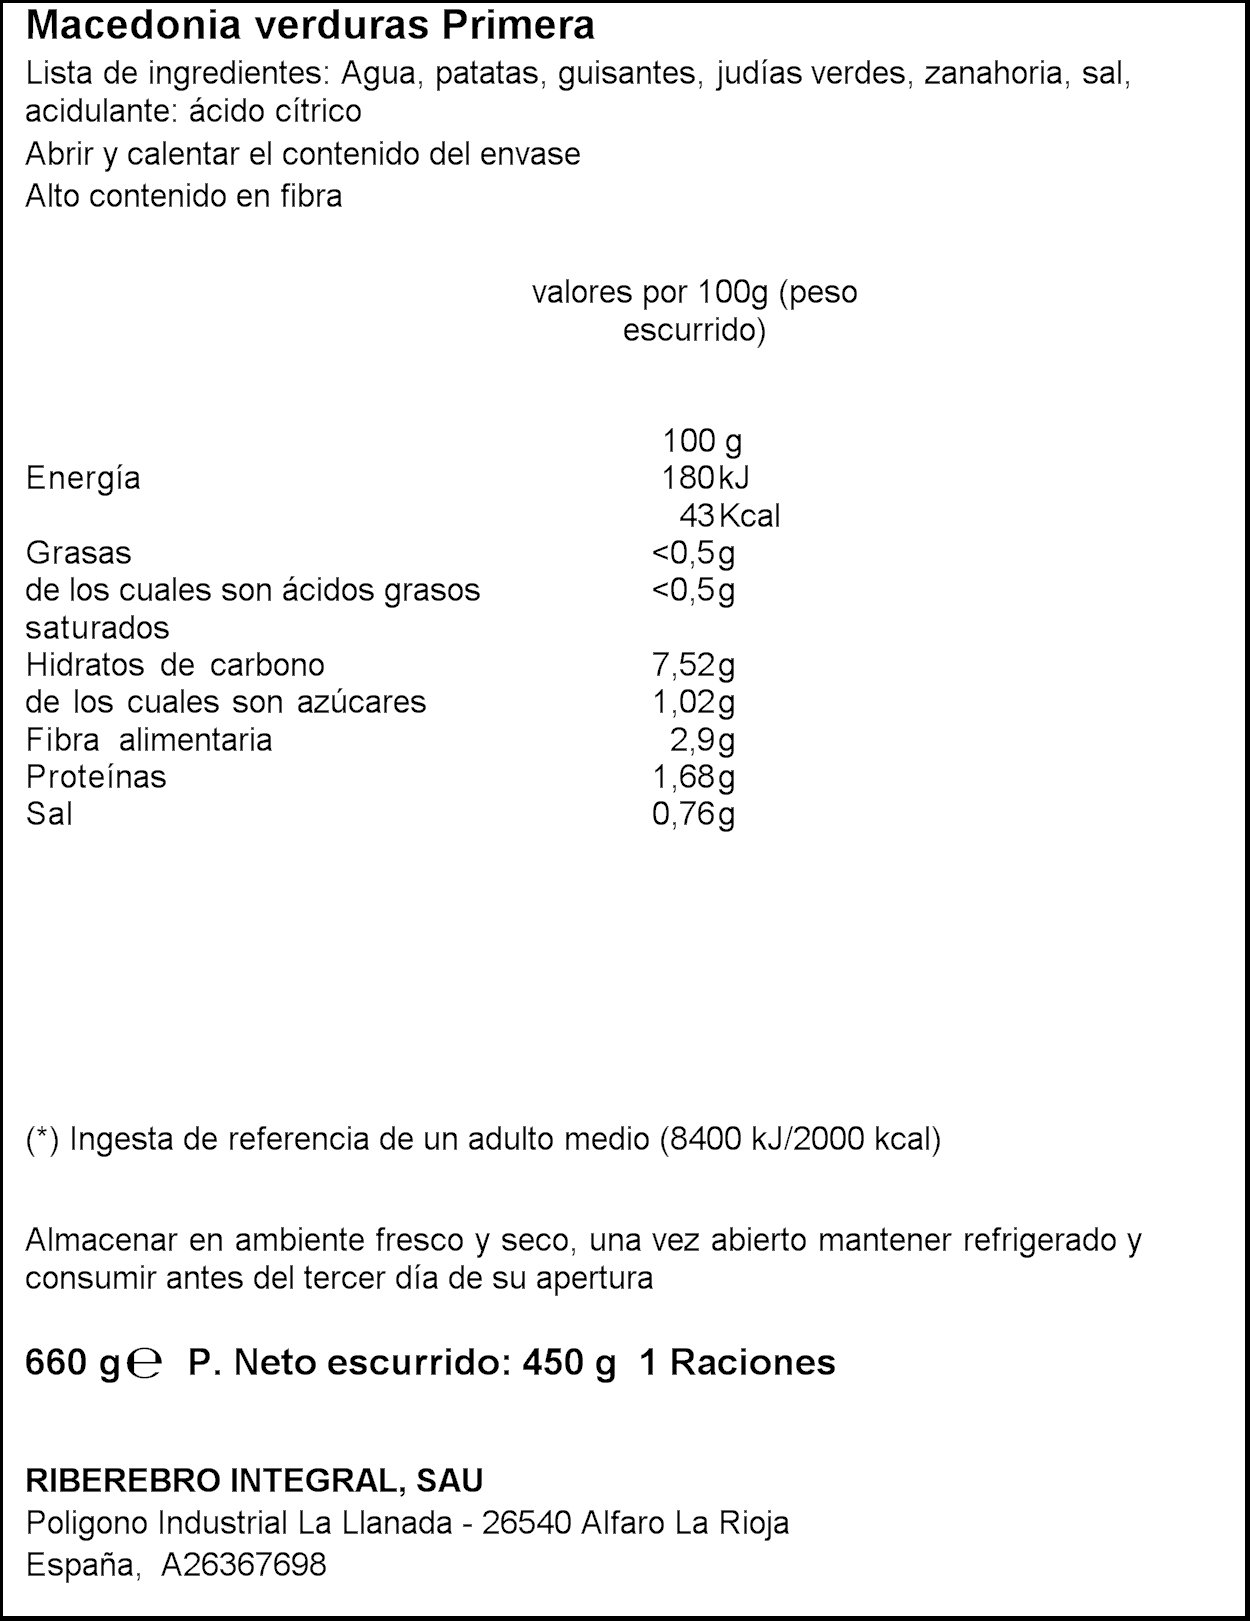 Macedonia verduras Primera
Lista de ingredientes: Agua, patatas, guisantes, judías verdes, zanahoria, sal,
acidulante: ácido cítrico
Abrir y calentar el contenido del envase
Alto contenido en fibra
valores por 100g (peso
escurrido)
100 g
Energía 180kJ
43Kcal
Grasas <0,5g
de los cuales son ácidos grasos <0,5g
saturados
Hidratos de carbono 7,52g
de los cuales son azúcares 1,02g
Fibra alimentaria 2,9g
Proteínas 1,68g
Sal 0,76g
(*) Ingesta de referencia de un adulto medio (8400 kJ/2000 kcal)
Almacenar en ambiente fresco y seco, una vez abierto mantener refrigerado y
consumir antes del tercer día de su apertura
660 g℮ P. Neto escurrido: 450 g 1 Raciones
RIBEREBRO INTEGRAL, SAU
Poligono Industrial La Llanada - 26540 Alfaro La Rioja
España, A26367698